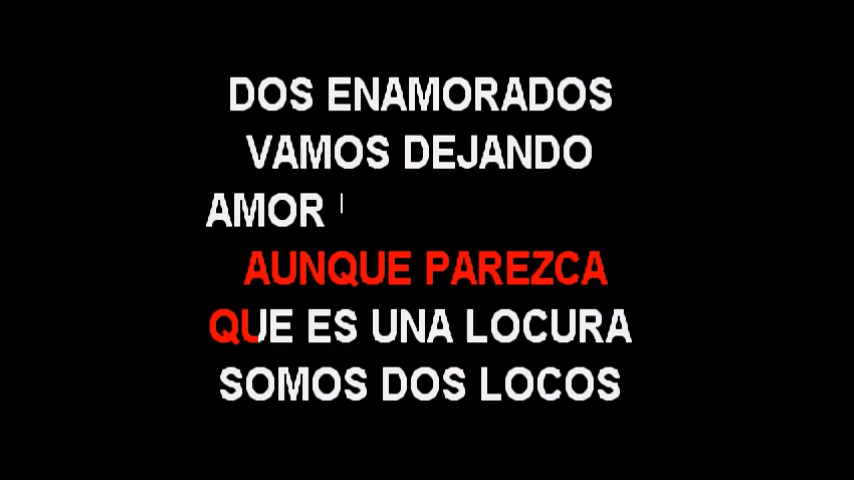 DOS ENAMORADOS
VAMOS DEJANDO
AMOR
AUNQUE PAREZCA
QUE ES UNA LOCURA
SOMOS DOS LOCOS